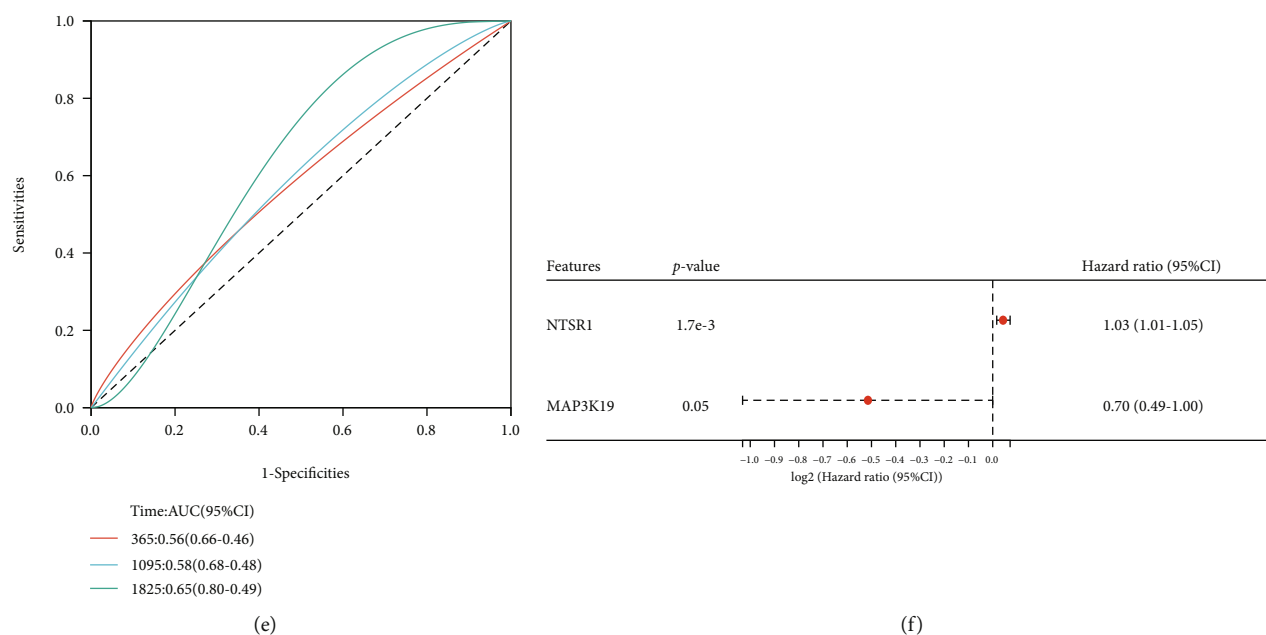 1.0
0.8
0.6
0.4
0.2
0.0
Sensitivities
0.0 0.2 0.4 0.6 0.8 1.0
1-Specificities
Time:AUC(95%CI)
365:0.56(0.66-0.46)
1095:0.58(0.68-0.48)
1825:0.65(0.80-0.49)
(e)
Features p-value Hazard ratio (95%CI)
NTSR1 1.7e-3 1.03 (1.01-1.05)
MAP3K19 0.05 0.70 (0.49-1.00)
−1.0 −0.9 −0.8 −0.7 −0.6 −0.5 −0.4 −0.3 −0.2 −0.1 0.0
log2 (Hazard ratio (95%CI))
(f)